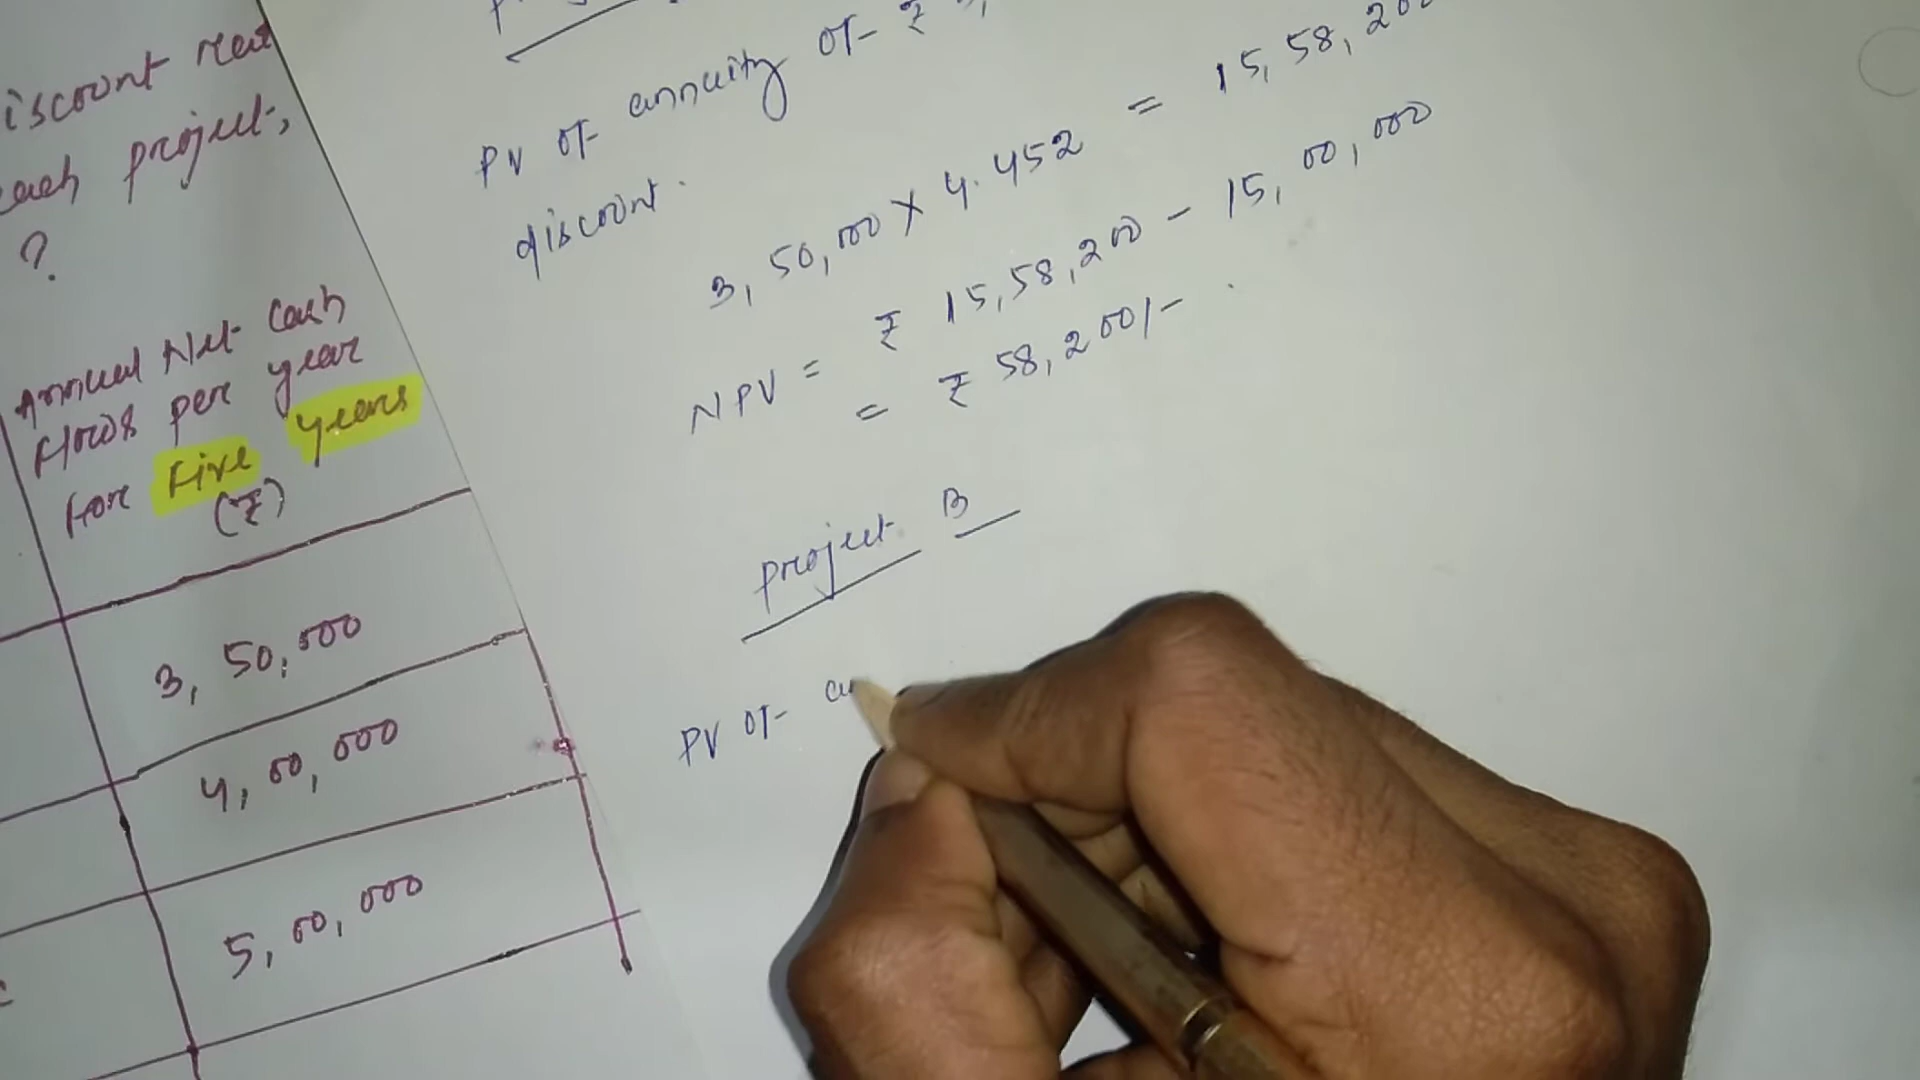 iscount rat
each project,
?
Annual Net Cash
flows per year
for Five years
(₹)
3, 50,000
4, 00, 000
5, 00, 000
PV of annuity of ₹
discount.
3, 50,000 X 4.452 = 15, 58, 200
NPV = ₹ 15,58,200 - 15, 00, 000
= ₹ 58,200/-
Project B
PV of an